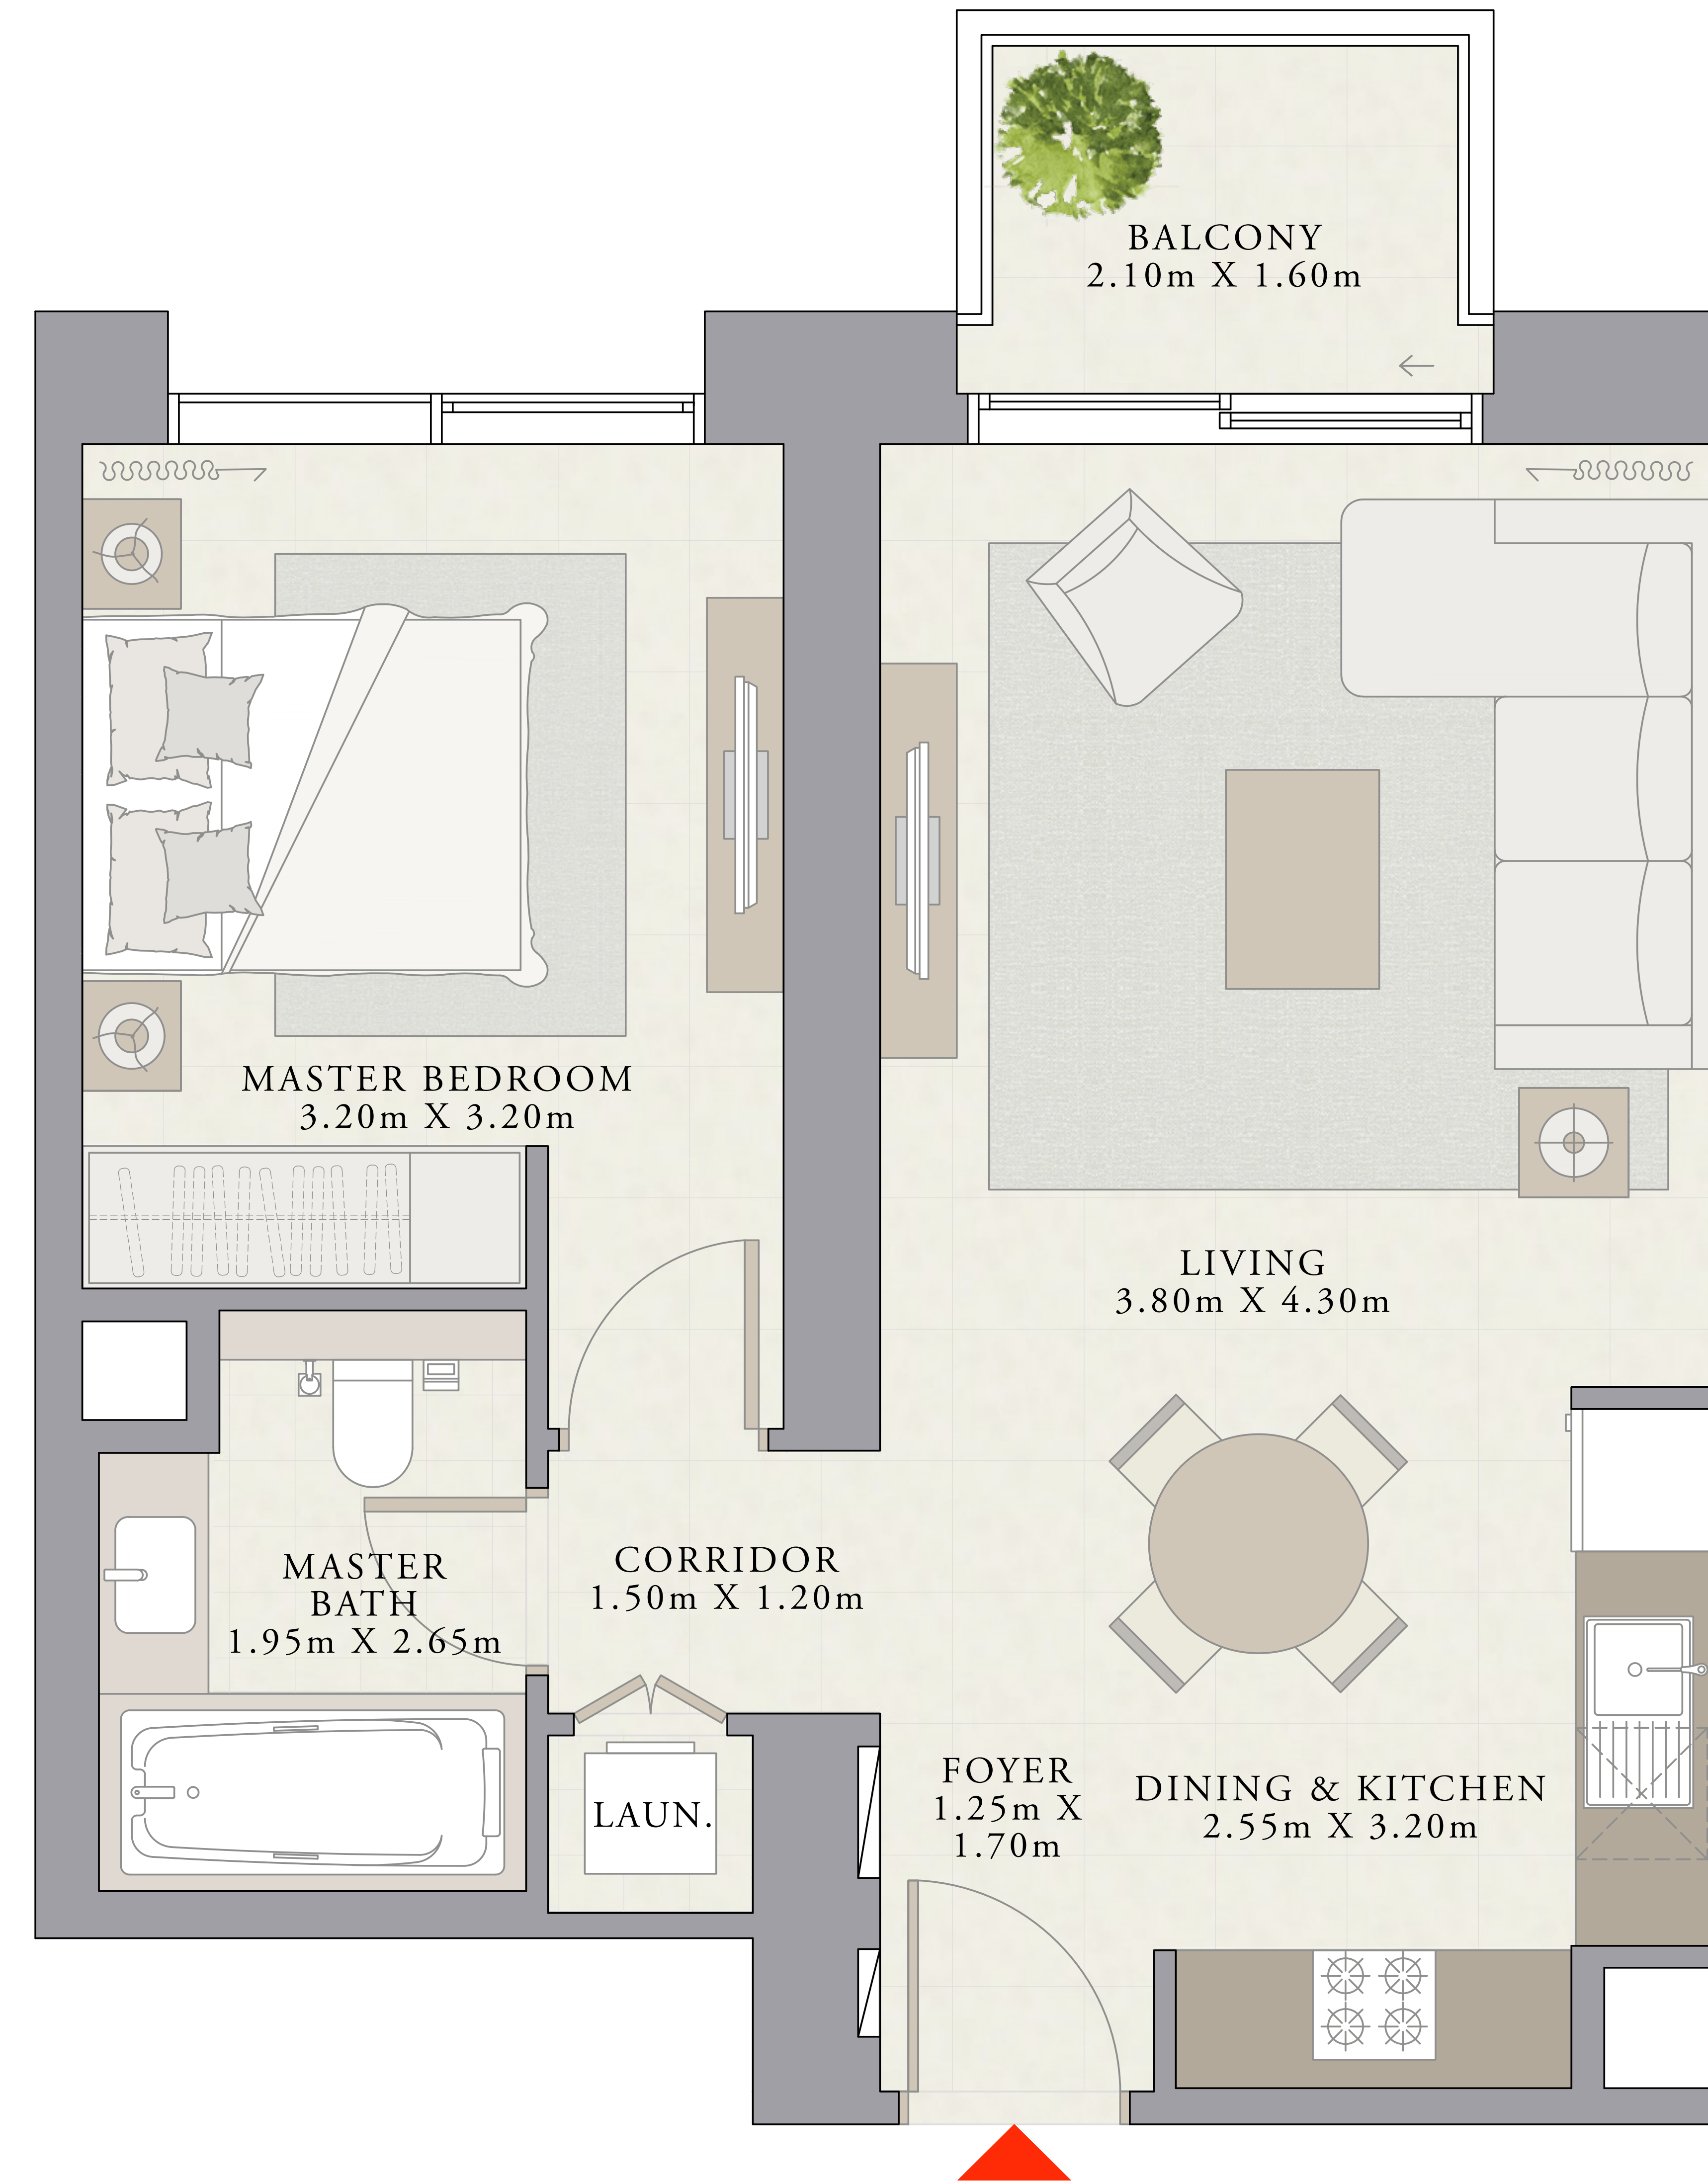 BALCONY
2.10m X 1.60m
MASTER BEDROOM
3.20m X 3.20m
LIVING
3.80m X 4.30m
MASTER
BATH
1.95m X 2.65m
CORRIDOR
1.50m X 1.20m
LAUN.
FOYER
1.25m X
1.70m
DINING & KITCHEN
2.55m X 3.20m